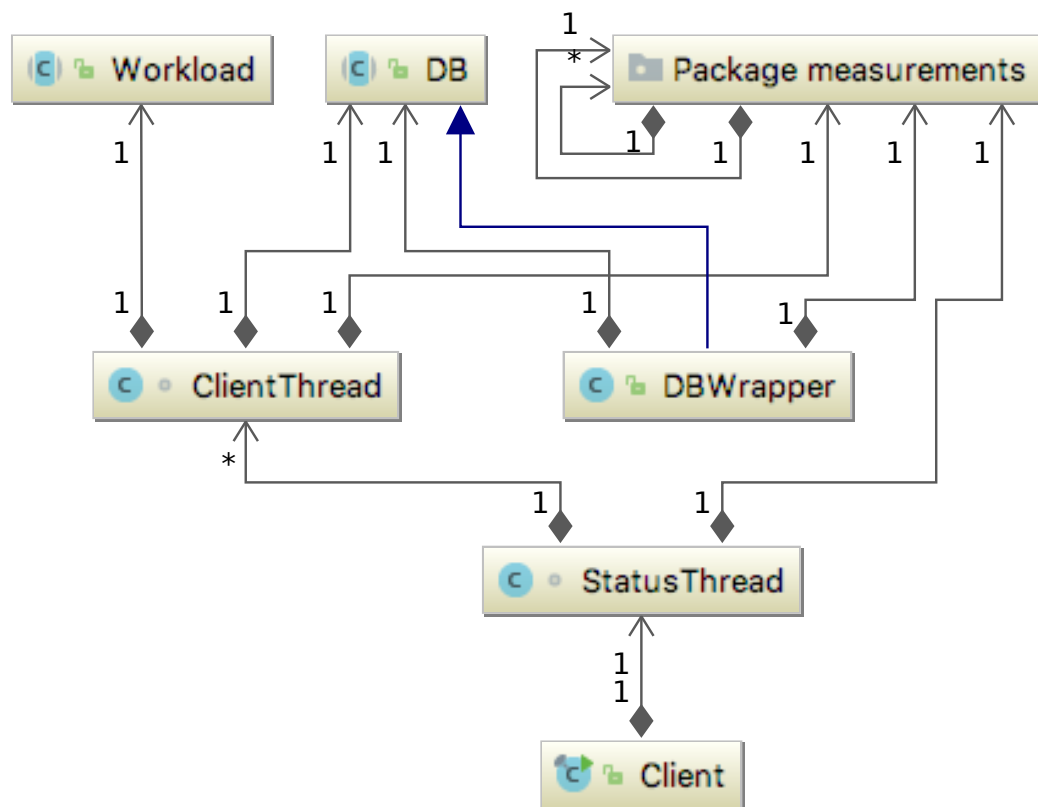 1
*
Workload
DB
Package measurements
1
1
1
1
1
1
1
1
1
1
1
1
1
ClientThread
DBWrapper
*
1
1
StatusThread
1
1
Client